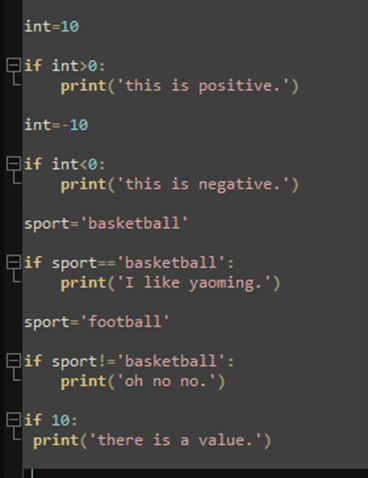 int=10
if int>0:
print('this is positive.')
int=-10
if int<0:
print('this is negative.')
sport='basketball'
if sport=='basketball':
print('I like yaoming.')
sport='football'
if sport!='basketball':
print('oh no no.')
if 10:
print('there is a value.')